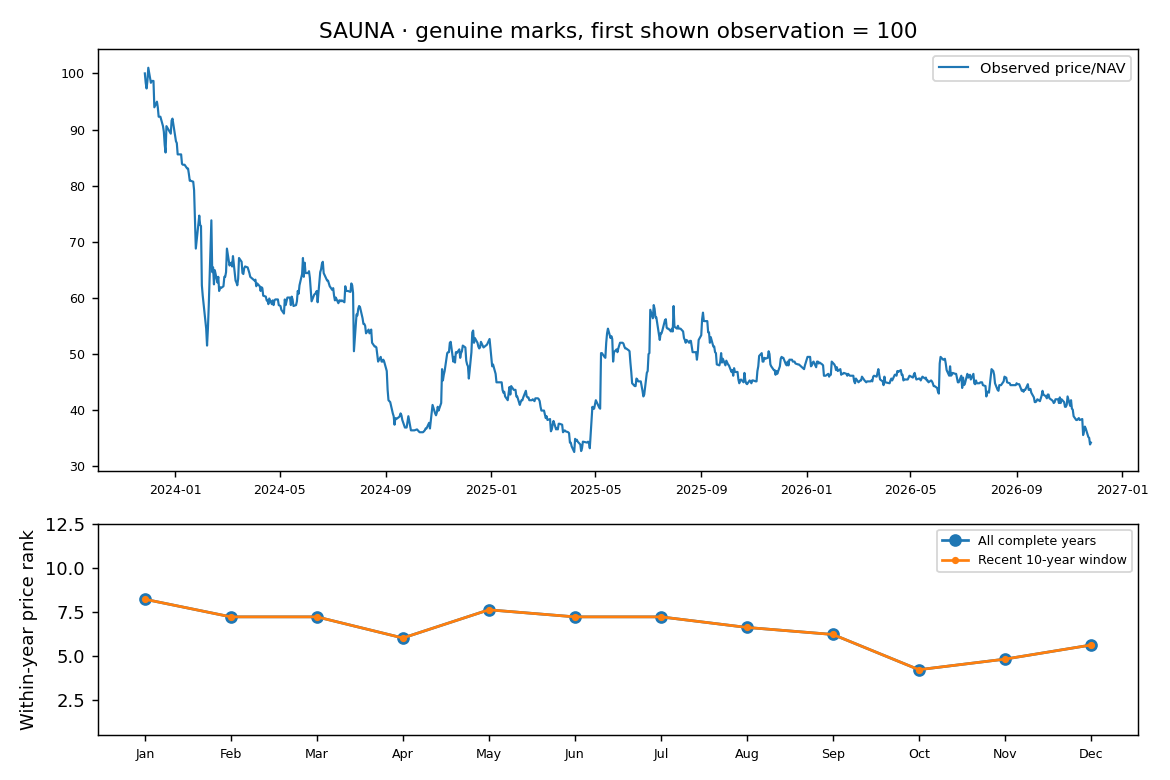 SAUNA · genuine marks, first shown observation = 100
Observed price/NAV
100
90
80
70
60
50
40
30
2024-01 2024-05 2024-09 2025-01 2025-05 2025-09 2026-01 2026-05 2026-09 2027-01
Within-year price rank
All complete years
Recent 10-year window
12.5
10.0
7.5
5.0
2.5
Jan Feb Mar Apr May Jun Jul Aug Sep Oct Nov Dec